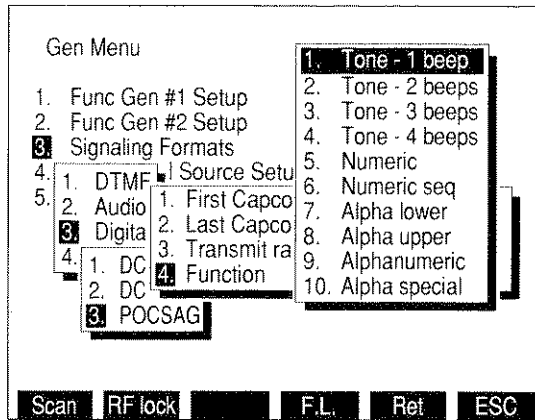 Gen Menu
1. Func Gen #1 Setup
2. Func Gen #2 Setup
3. Signaling Formats
4. l Source Setu
5.
1. DTMF
2. Audio
3. Digita
4.
1. DC
2. DC
3. POCSAG
1. First Capco
2. Last Capco
3. Transmit ra
4. Function
1. Tone - 1 beep
2. Tone - 2 beeps
3. Tone - 3 beeps
4. Tone - 4 beeps
5. Numeric
6. Numeric seq
7. Alpha lower
8. Alpha upper
9. Alphanumeric
10. Alpha special
Scan RF lock F.L. Ret ESC